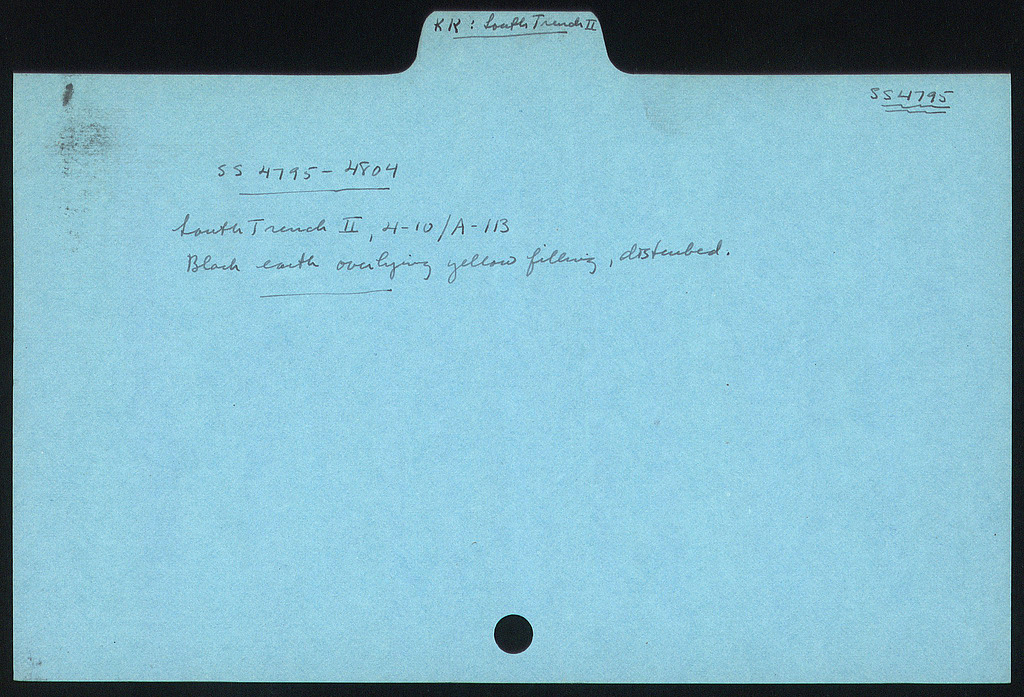 KK: South Trench II
SS 4795
SS 4795 - 4804
South Trench II, 4-10/A-113
Black earth overlying yellow filling, disturbed.